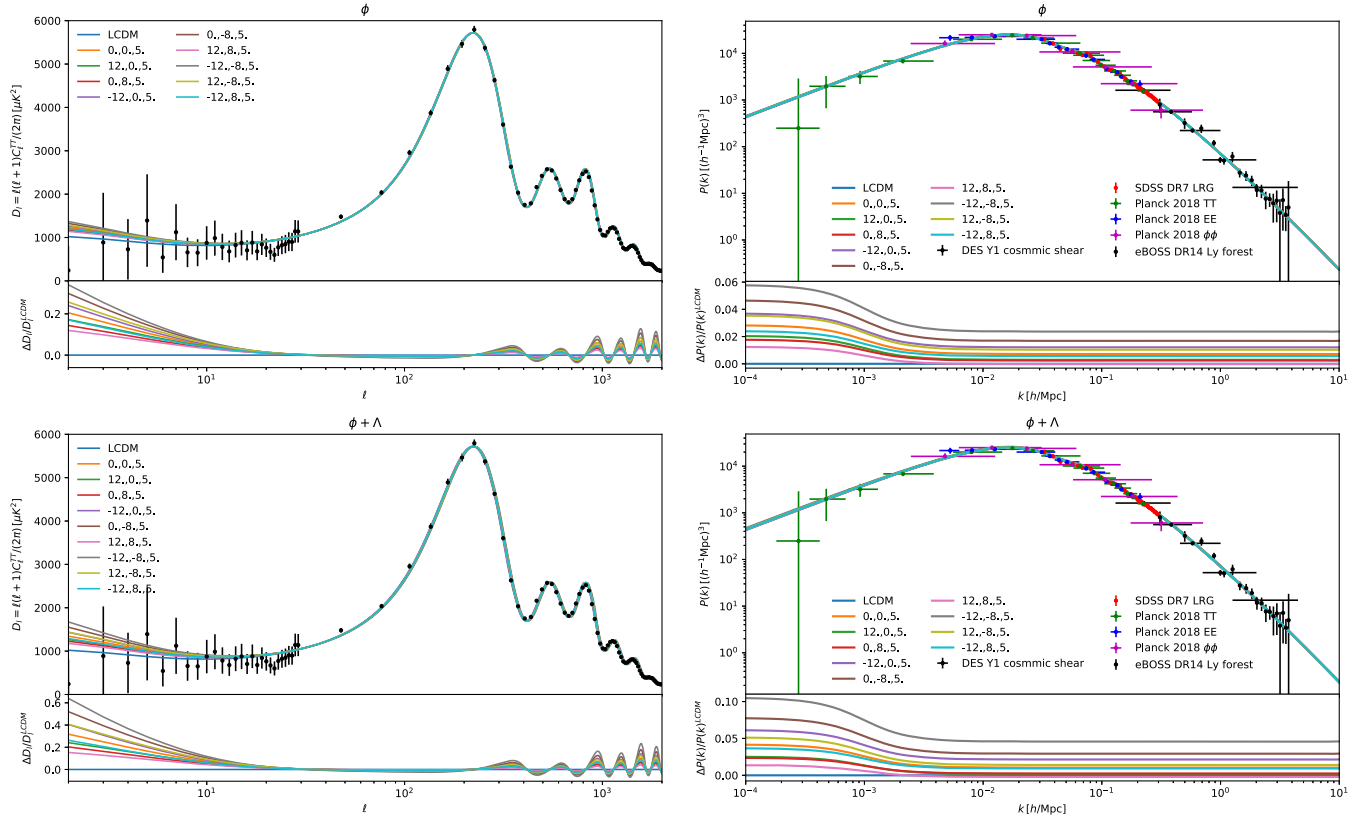 ϕ
6000
5000
4000
3000
2000
1000
0
D_l = ℓ(ℓ + 1)C_l^{TT}/(2π) [μK²]
LCDM
0.,0.,5.
12.,0.,5.
0.,8.,5.
-12.,0.,5.
0.,-8.,5.
12.,8.,5.
-12.,-8.,5.
12.,-8.,5.
-12.,8.,5.
0.2
0.0
ΔD_l/D_l^{LCDM}
10¹
10²
10³
ℓ
ϕ
10⁴
10³
10²
10¹
10⁰
P(k) [(h⁻¹Mpc)³]
LCDM
0.,0.,5.
12.,0.,5.
0.,8.,5.
-12.,0.,5.
0.,-8.,5.
12.,8.,5.
-12.,-8.,5.
12.,-8.,5.
-12.,8.,5.
DES Y1 cosmmic shear
SDSS DR7 LRG
Planck 2018 TT
Planck 2018 EE
Planck 2018 ϕϕ
eBOSS DR14 Ly forest
0.06
0.04
0.02
0.00
ΔP(k)/P(k)^{LCDM}
10⁻⁴
10⁻³
10⁻²
10⁻¹
10⁰
10¹
k [h/Mpc]
ϕ + Λ
6000
5000
4000
3000
2000
1000
0
D_l = ℓ(ℓ + 1)C_l^{TT}/(2π) [μK²]
LCDM
0.,0.,5.
12.,0.,5.
0.,8.,5.
-12.,0.,5.
0.,-8.,5.
12.,8.,5.
-12.,-8.,5.
12.,-8.,5.
-12.,8.,5.
0.6
0.4
0.2
0.0
ΔD_l/D_l^{LCDM}
10¹
10²
10³
ℓ
ϕ + Λ
10⁴
10³
10²
10¹
10⁰
P(k) [(h⁻¹Mpc)³]
LCDM
0.,0.,5.
12.,0.,5.
0.,8.,5.
-12.,0.,5.
0.,-8.,5.
12.,8.,5.
-12.,-8.,5.
12.,-8.,5.
-12.,8.,5.
DES Y1 cosmmic shear
SDSS DR7 LRG
Planck 2018 TT
Planck 2018 EE
Planck 2018 ϕϕ
eBOSS DR14 Ly forest
0.10
0.05
0.00
ΔP(k)/P(k)^{LCDM}
10⁻⁴
10⁻³
10⁻²
10⁻¹
10⁰
10¹
k [h/Mpc]